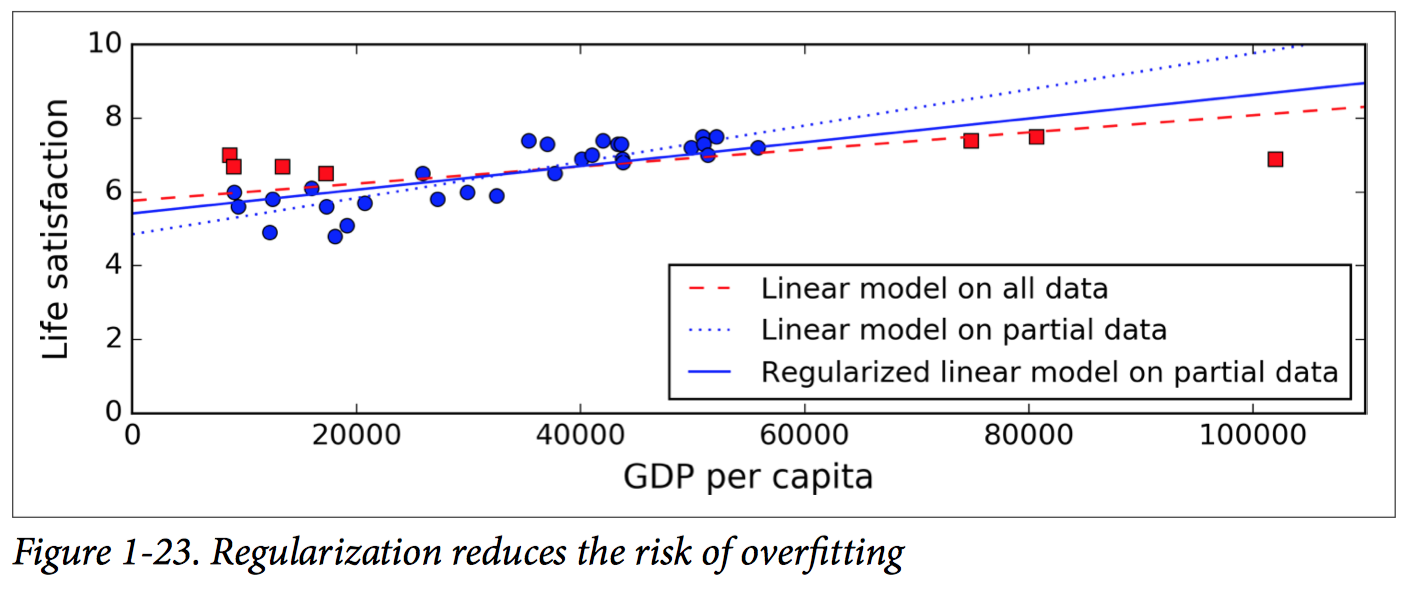 10
8
6
4
2
0
Life satisfaction
Linear model on all data
Linear model on partial data
Regularized linear model on partial data
0 20000 40000 60000 80000 100000
GDP per capita
Figure 1-23. Regularization reduces the risk of overfitting